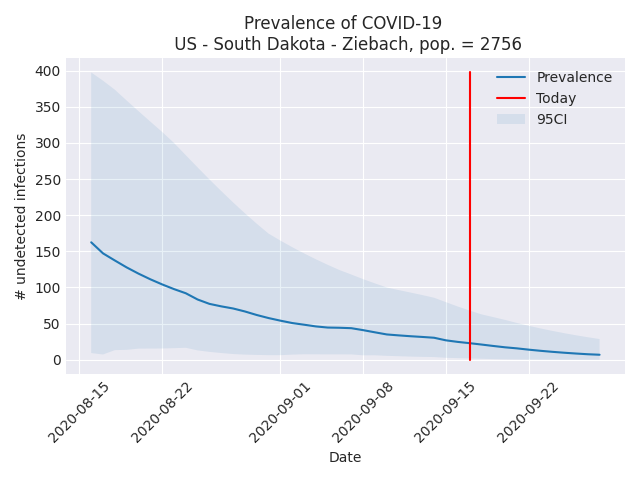 Prevalence of COVID-19
US - South Dakota - Ziebach, pop. = 2756
# undetected infections
400
350
300
250
200
150
100
50
0
Prevalence
Today
95CI
2020-08-15
2020-08-22
2020-09-01
2020-09-08
2020-09-15
2020-09-22
Date